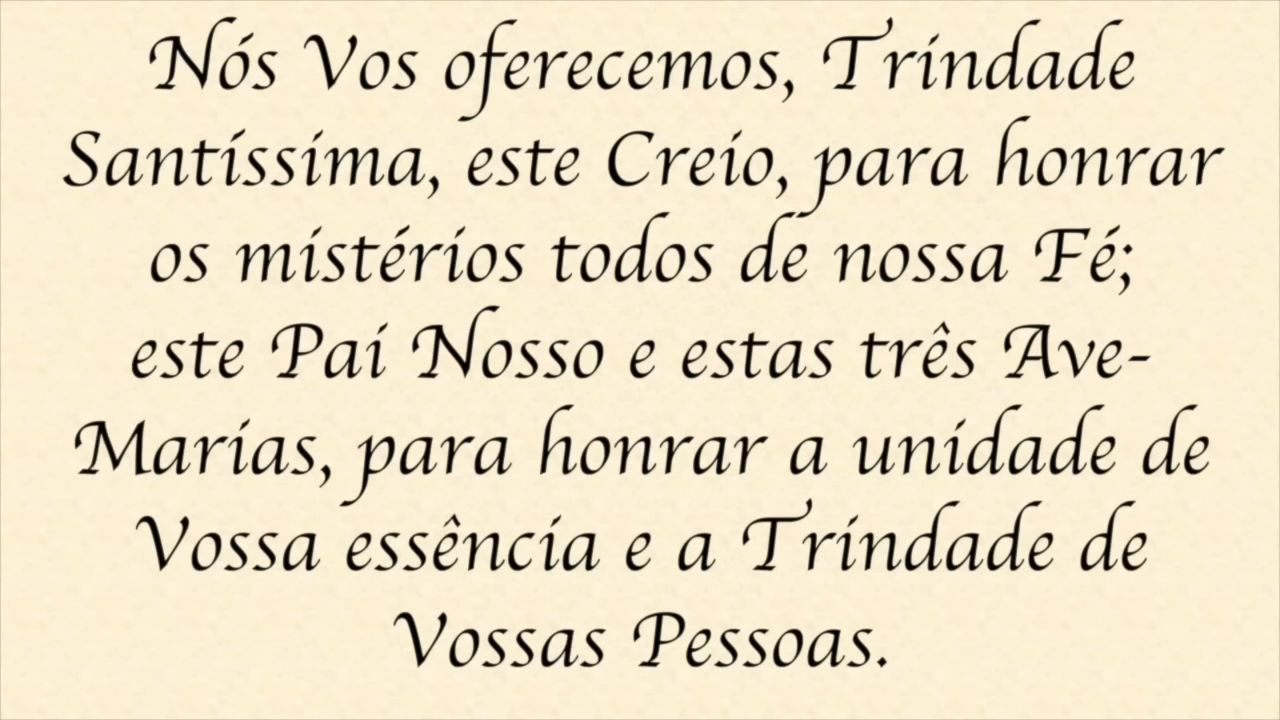 Nós Vos oferecemos, Trindade
Santíssima, este Creio, para honrar
os mistérios todos de nossa Fé;
este Pai Nosso e estas três Ave-
Marias, para honrar a unidade de
Vossa essência e a Trindade de
Vossas Pessoas.